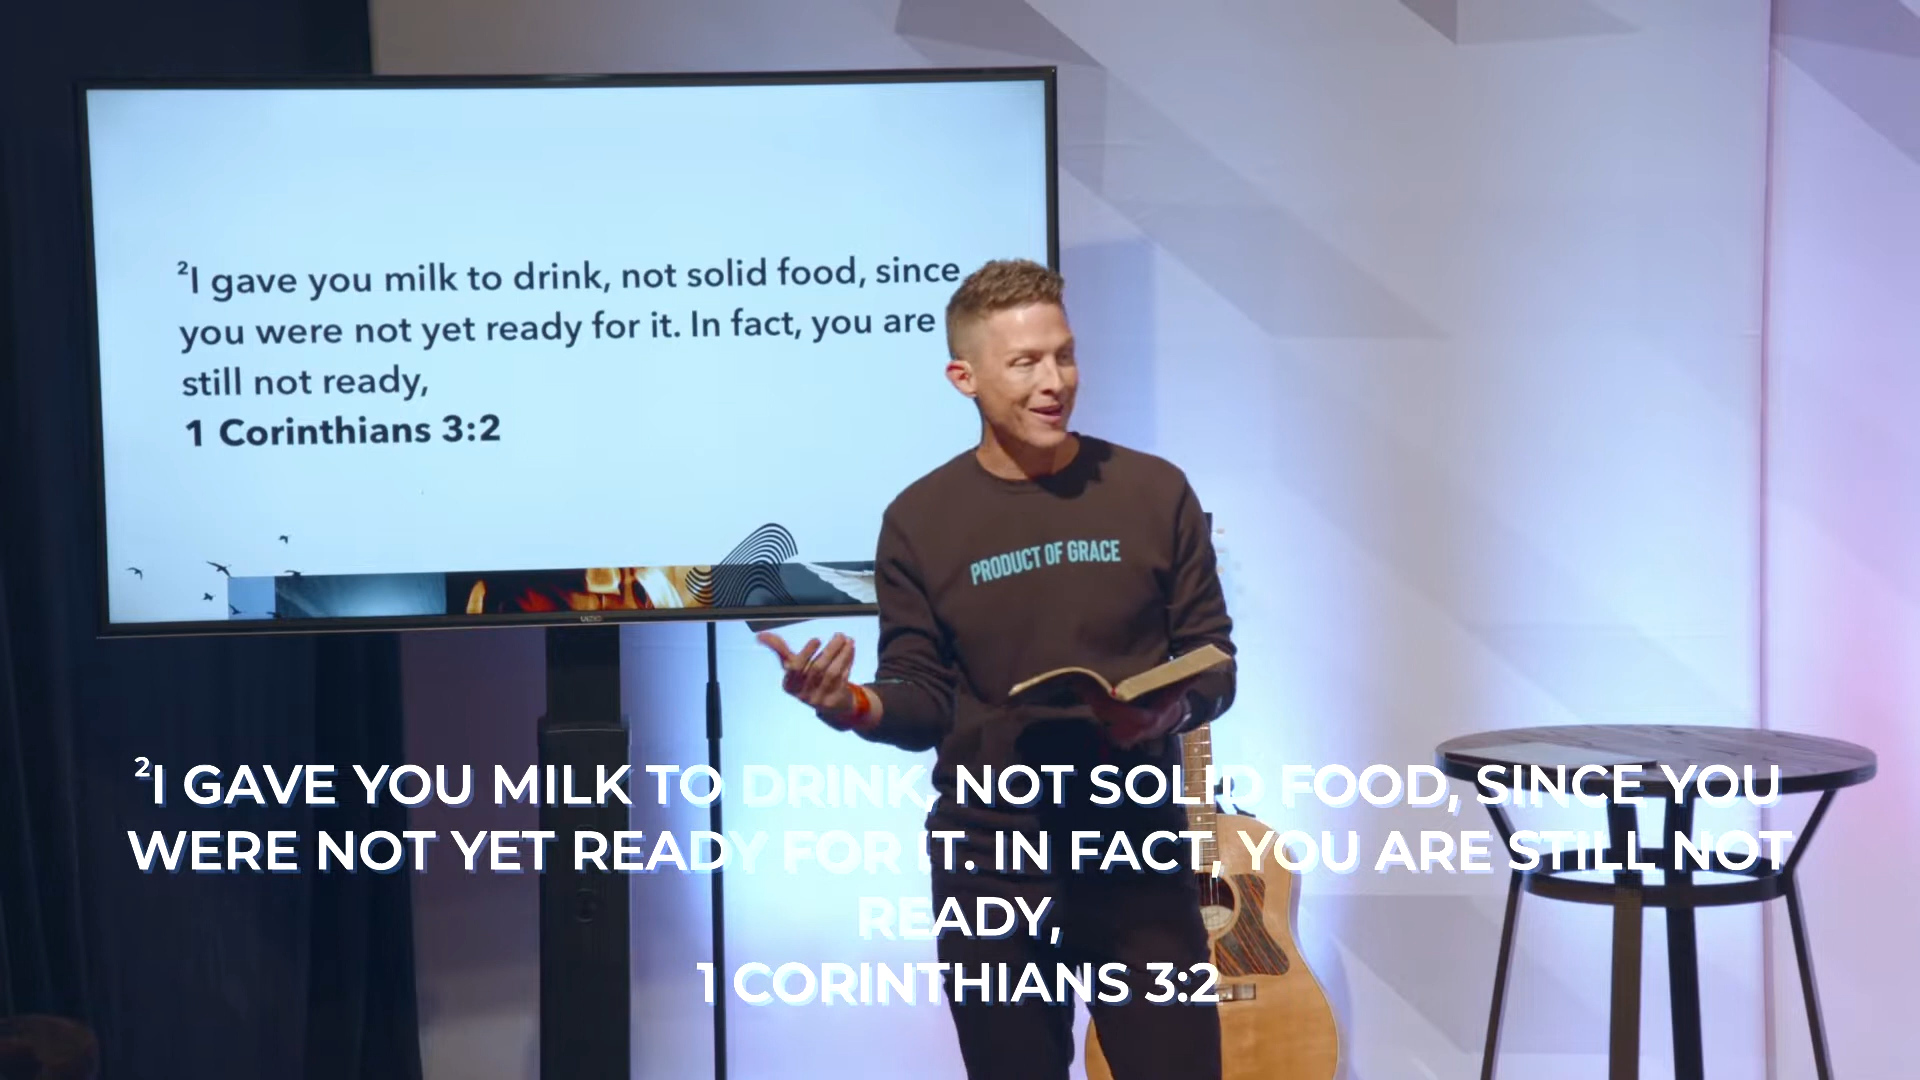 ²I gave you milk to drink, not solid food, since
you were not yet ready for it. In fact, you are
still not ready,
1 Corinthians 3:2
PRODUCT OF GRACE
VIZIO
²I GAVE YOU MILK TO DRINK, NOT SOLID FOOD, SINCE YOU
WERE NOT YET READY FOR IT. IN FACT, YOU ARE STILL NOT
READY,
1 CORINTHIANS 3:2